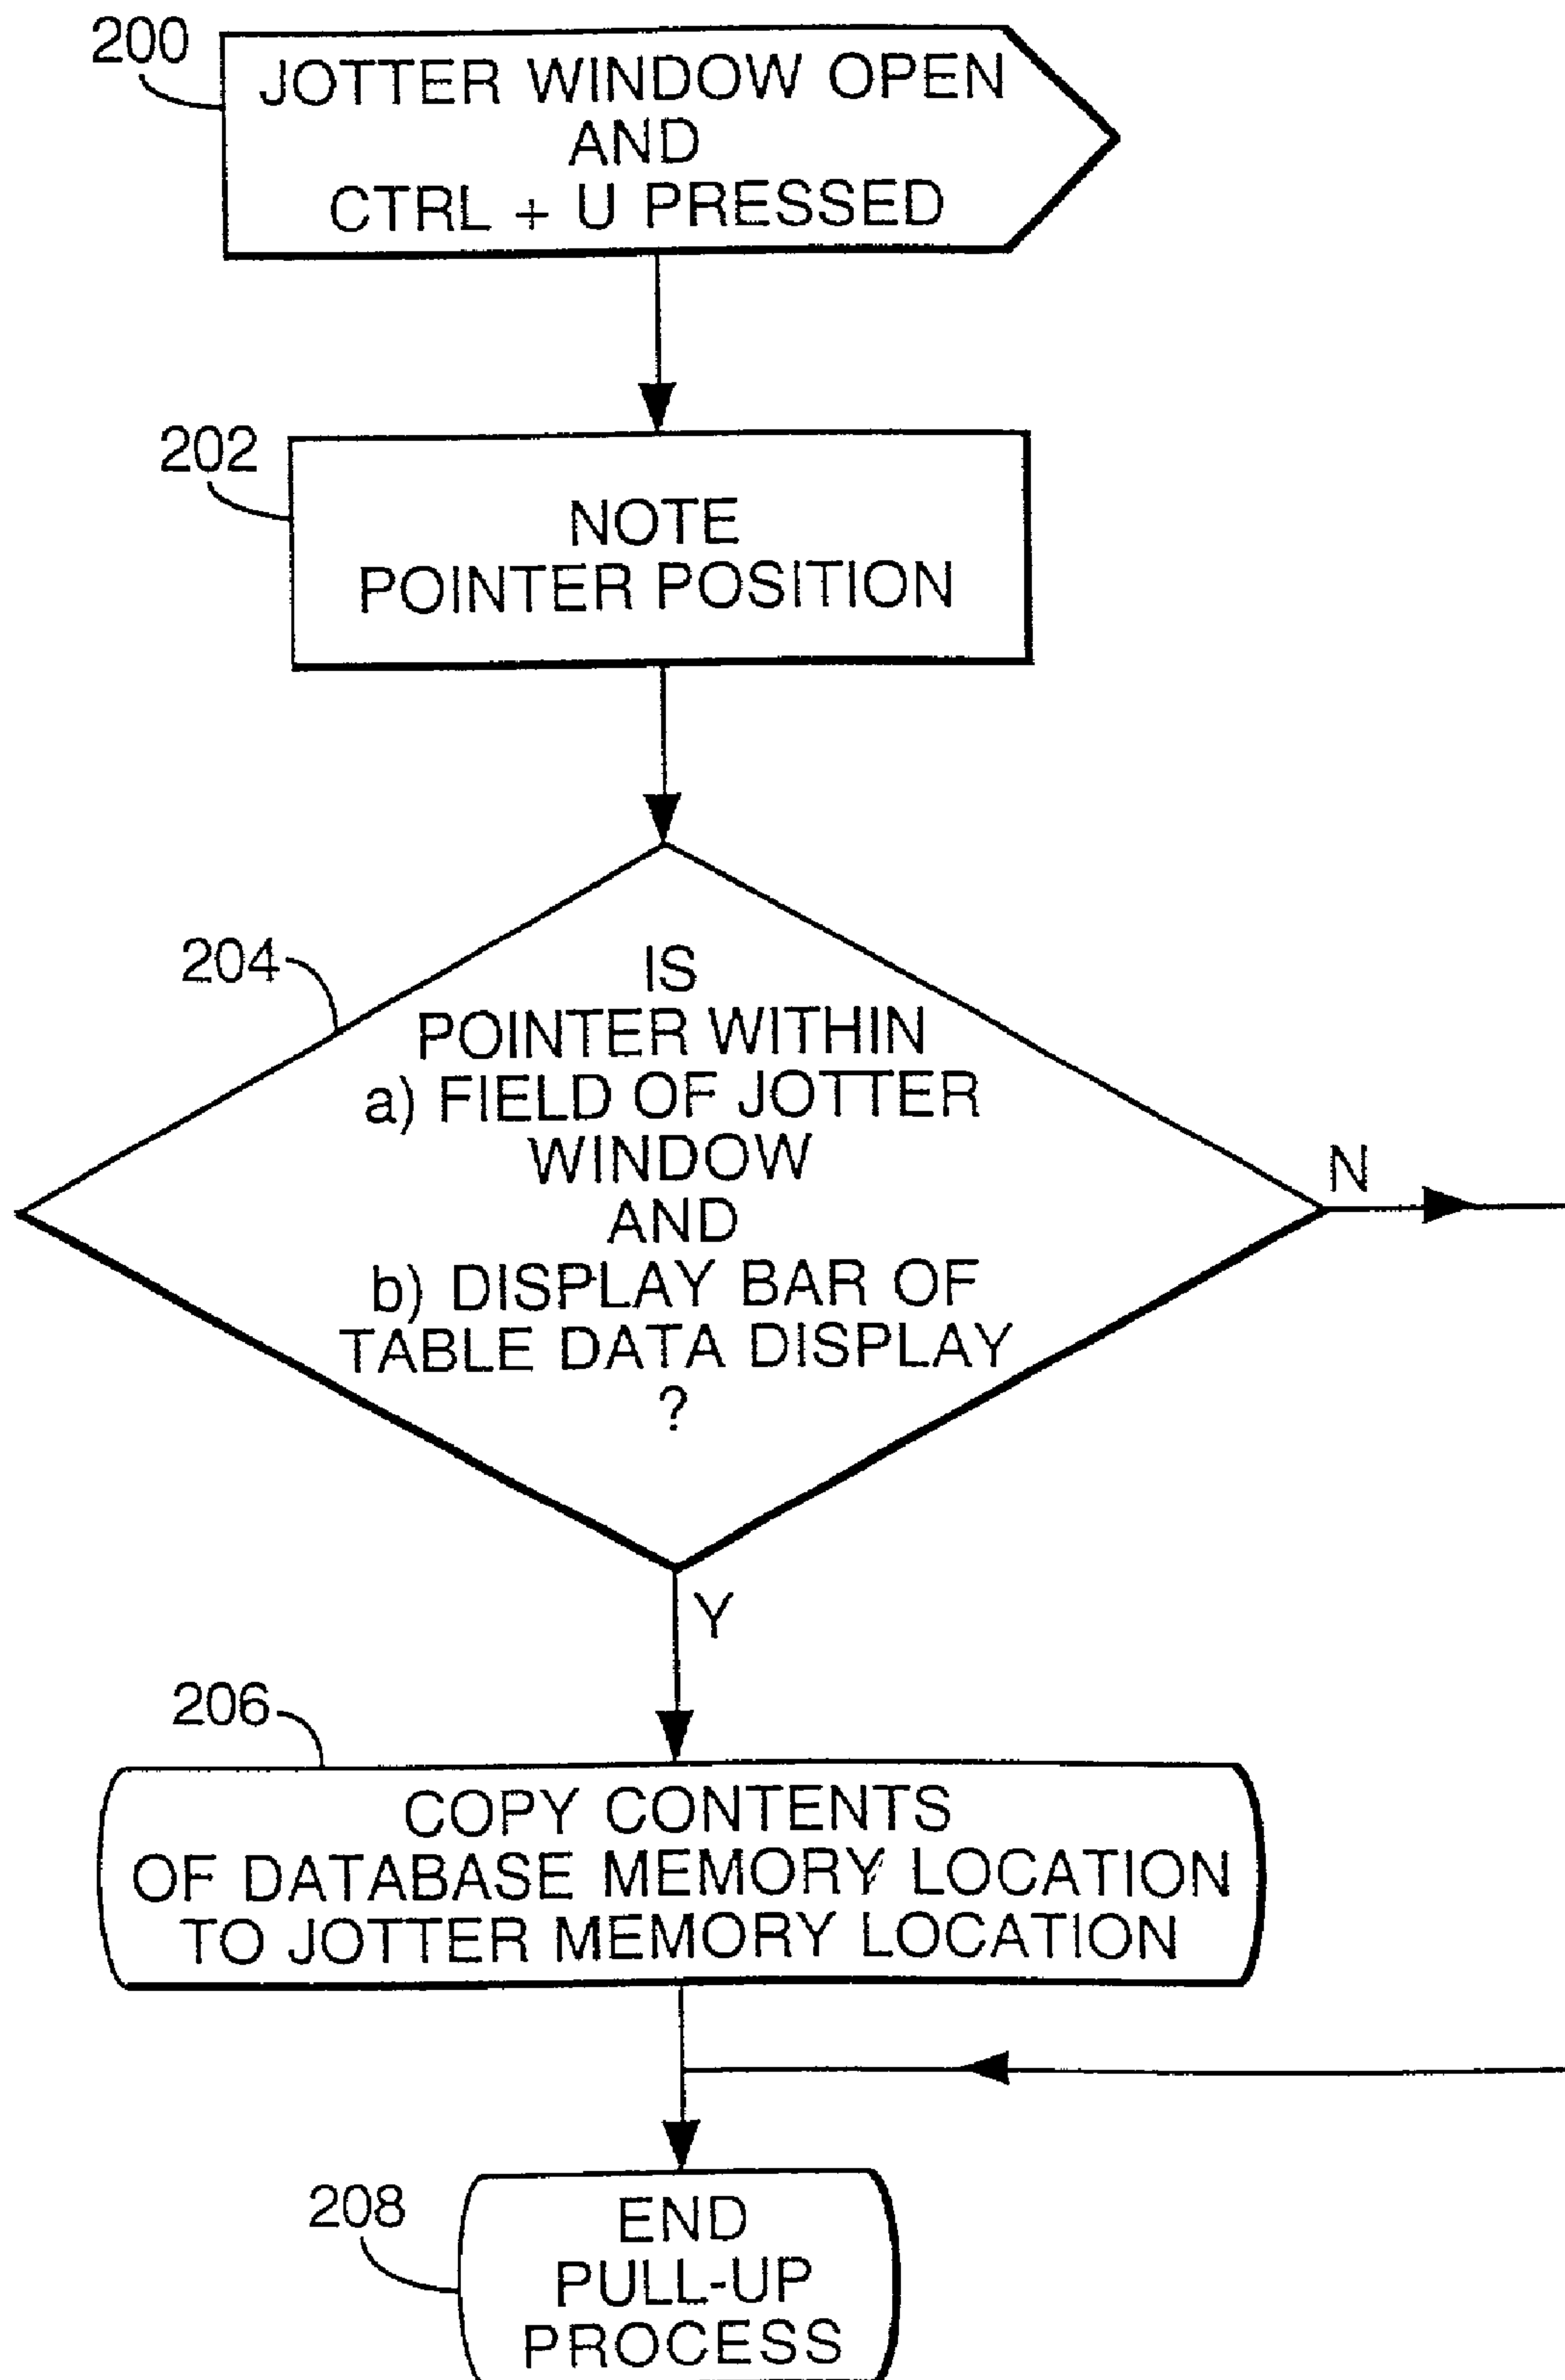 200
JOTTER WINDOW OPEN
AND
CTRL + U PRESSED
202
NOTE
POINTER POSITION
204
IS
POINTER WITHIN
a) FIELD OF JOTTER
WINDOW
AND
b) DISPLAY BAR OF
TABLE DATA DISPLAY
?
N
Y
206
COPY CONTENTS
OF DATABASE MEMORY LOCATION
TO JOTTER MEMORY LOCATION
208
END
PULL-UP
PROCESS